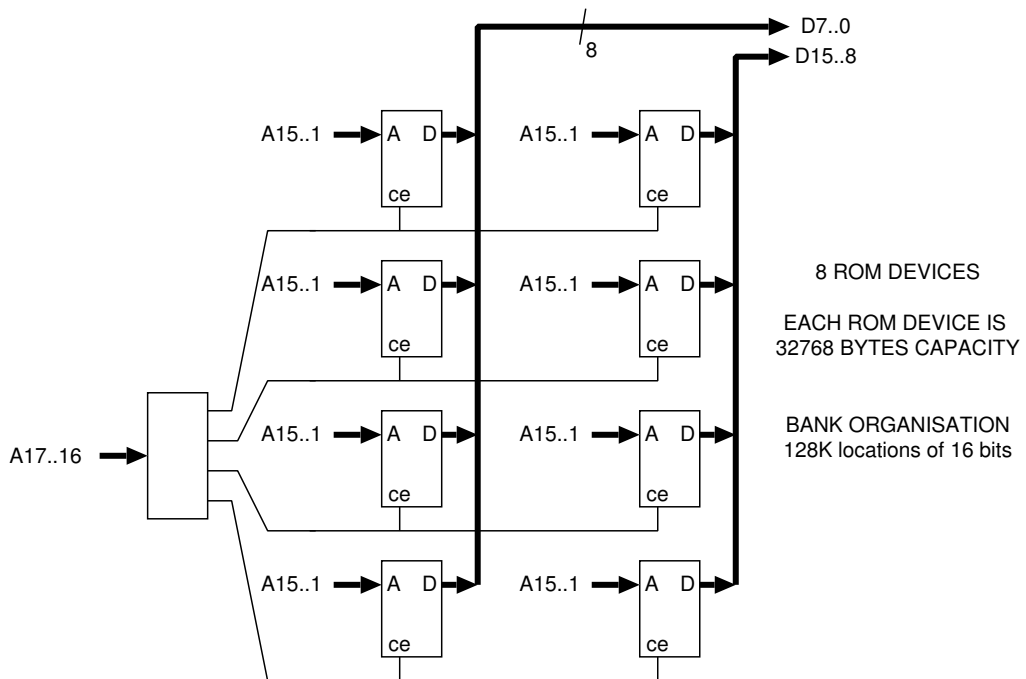 D7..0
8
D15..8
A15..1 A D A15..1 A D
ce ce
A15..1 A D A15..1 A D
ce ce
8 ROM DEVICES
EACH ROM DEVICE IS
32768 BYTES CAPACITY
A15..1 A D A15..1 A D
ce ce
BANK ORGANISATION
128K locations of 16 bits
A17..16
A15..1 A D A15..1 A D
ce ce